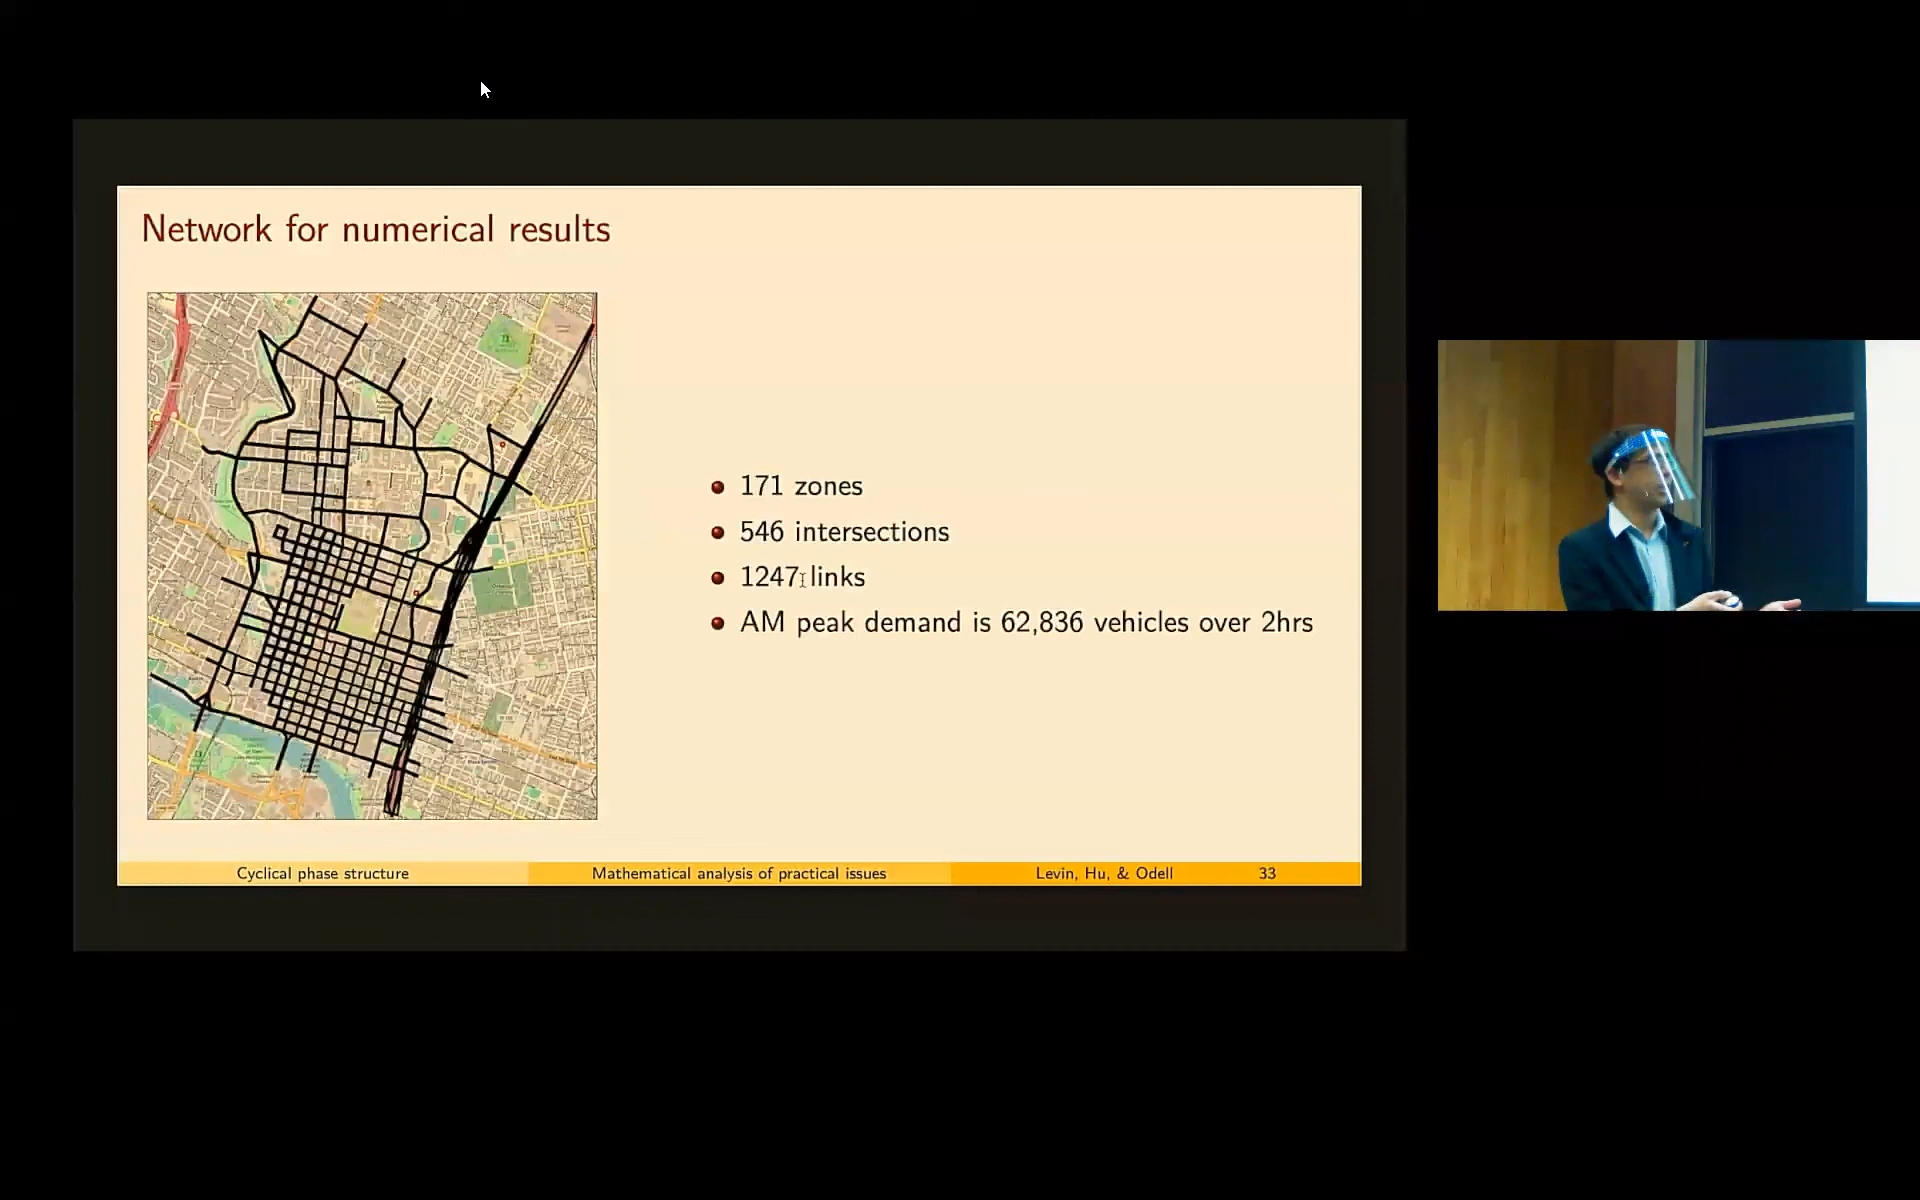 Network for numerical results
171 zones
546 intersections
1247 links
AM peak demand is 62,836 vehicles over 2hrs
Cyclical phase structure
Mathematical analysis of practical issues
Levin, Hu, & Odell
33